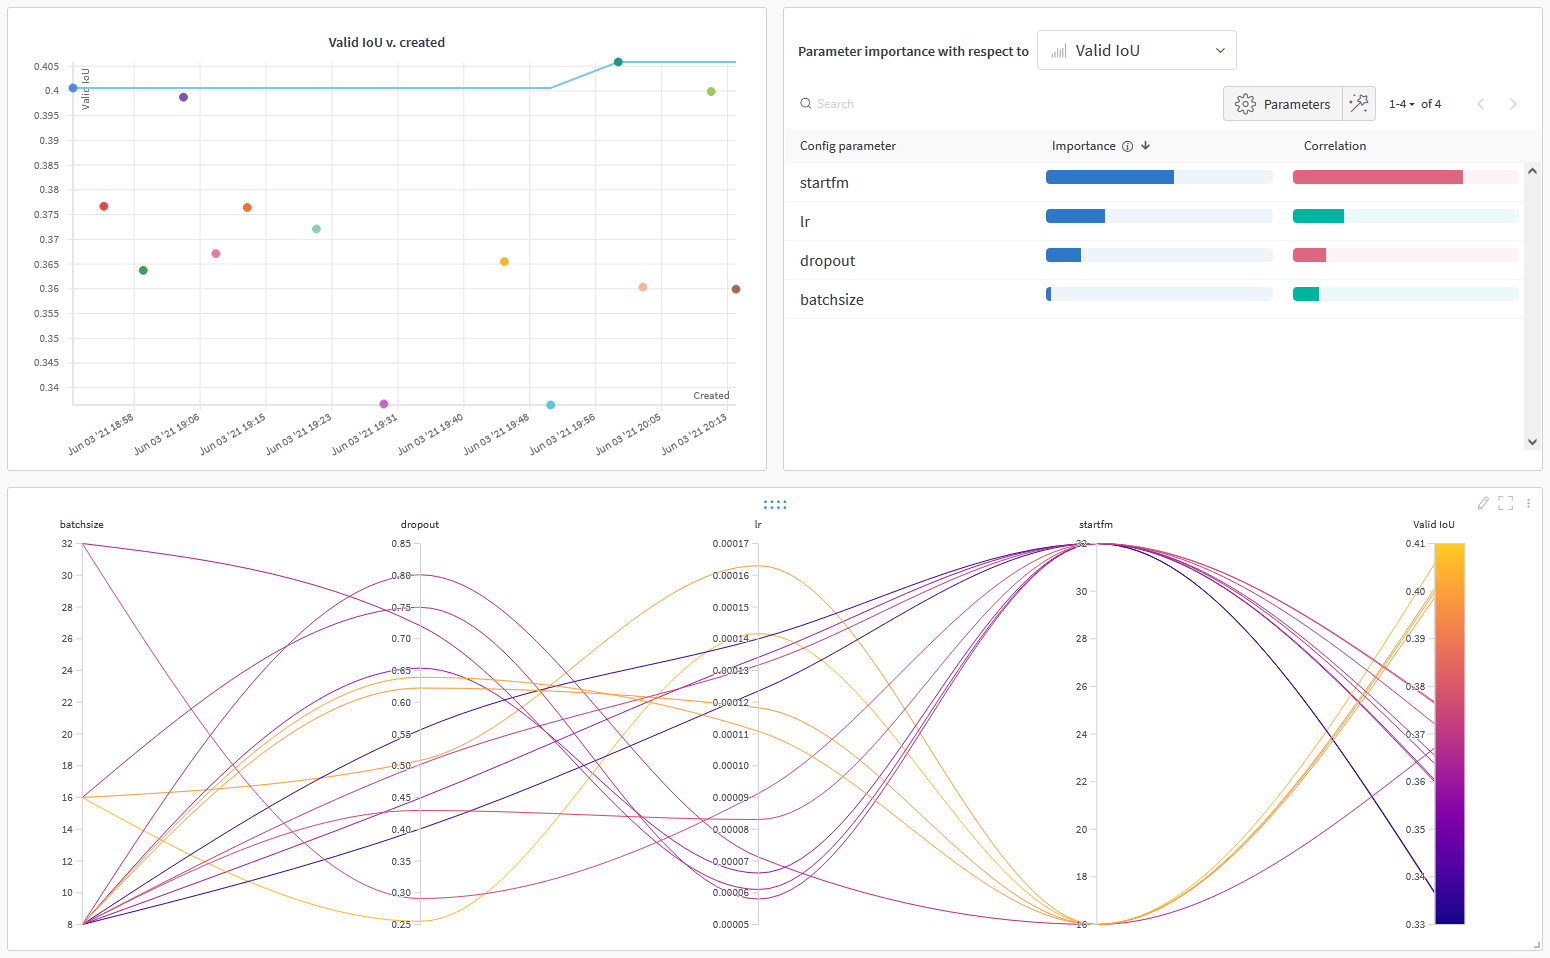 Valid IoU v. created
0.405
0.4
0.395
0.39
0.385
0.38
0.375
0.37
0.365
0.36
0.355
0.35
0.345
0.34
Valid IoU
Created
Jun 03 '21 18:58
Jun 03 '21 19:06
Jun 03 '21 19:15
Jun 03 '21 19:23
Jun 03 '21 19:31
Jun 03 '21 19:40
Jun 03 '21 19:48
Jun 03 '21 19:56
Jun 03 '21 20:05
Jun 03 '21 20:13
Parameter importance with respect to Valid IoU
Search
Parameters
1-4 of 4
Config parameter Importance Correlation
startfm
lr
dropout
batchsize
batchsize
32
30
28
26
24
22
20
18
16
14
12
10
8
dropout
0.85
0.80
0.75
0.70
0.65
0.60
0.55
0.50
0.45
0.40
0.35
0.30
0.25
lr
0.00017
0.00016
0.00015
0.00014
0.00013
0.00012
0.00011
0.00010
0.00009
0.00008
0.00007
0.00006
0.00005
startfm
32
30
28
26
24
22
20
18
16
Valid IoU
0.41
0.40
0.39
0.38
0.37
0.36
0.35
0.34
0.33